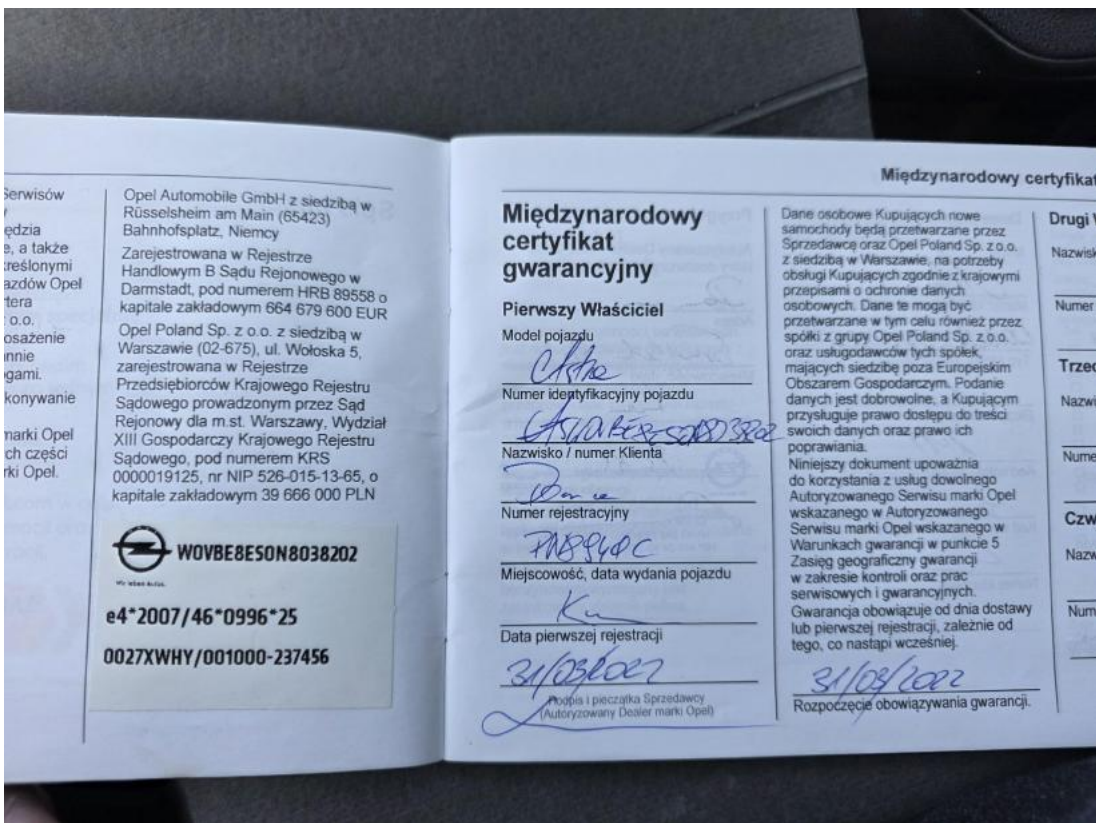 Serwisów
ędzia
e, a także
kreślonymi
azdów Opel
rtera
o.o.
osażenie
annie
gami.
konywanie
marki Opel
ch części
rki Opel.
Opel Automobile GmbH z siedzibą w
Rüsselsheim am Main (65423)
Bahnhofsplatz, Niemcy
Zarejestrowana w Rejestrze
Handlowym B Sądu Rejonowego w
Darmstadt, pod numerem HRB 89558 o
kapitale zakładowym 664 679 600 EUR
Opel Poland Sp. z o.o. z siedzibą w
Warszawie (02-675), ul. Wołoska 5,
zarejestrowana w Rejestrze
Przedsiębiorców Krajowego Rejestru
Sądowego prowadzonym przez Sąd
Rejonowy dla m.st. Warszawy, Wydział
XIII Gospodarczy Krajowego Rejestru
Sądowego, pod numerem KRS
0000019125, nr NIP 526-015-13-65, o
kapitale zakładowym 39 666 000 PLN
W0VBE8ES0N8038202
e4*2007/46*0996*25
0027XWHY/001000-237456
Międzynarodowy certyfikat
Międzynarodowy
certyfikat
gwarancyjny
Pierwszy Właściciel
Model pojazdu
Astra
Numer identyfikacyjny pojazdu
Nazwisko / numer Klienta
Numer rejestracyjny
Miejscowość, data wydania pojazdu
Data pierwszej rejestracji
31/03/2022
Podpis i pieczątka Sprzedawcy
(Autoryzowany Dealer marki Opel)
Dane osobowe Kupujących nowe
samochody będą przetwarzane przez
Sprzedawcę oraz Opel Poland Sp. z o.o.
z siedzibą w Warszawie, na potrzeby
obsługi Kupujących zgodnie z krajowymi
przepisami o ochronie danych
osobowych. Dane te mogą być
przetwarzane w tym celu również przez
spółki z grupy Opel Poland Sp. z o.o.
oraz usługodawców tych spółek,
mających siedzibę poza Europejskim
Obszarem Gospodarczym. Podanie
danych jest dobrowolne, a Kupującym
przysługuje prawo dostępu do treści
swoich danych oraz prawo ich
poprawiania.
Niniejszy dokument upoważnia
do korzystania z usług dowolnego
Autoryzowanego Serwisu marki Opel
wskazanego w Autoryzowanego
Serwisu marki Opel wskazanego w
Warunkach gwarancji w punkcie 5
Zasięg geograficzny gwarancji
w zakresie kontroli oraz prac
serwisowych i gwarancyjnych.
Gwarancja obowiązuje od dnia dostawy
lub pierwszej rejestracji, zależnie od
tego, co nastąpi wcześniej.
31/03/2022
Rozpoczęcie obowiązywania gwarancji.
Drugi
Nazwisk
Numer
Trzec
Nazwi
Nume
Czw
Nazw
Num